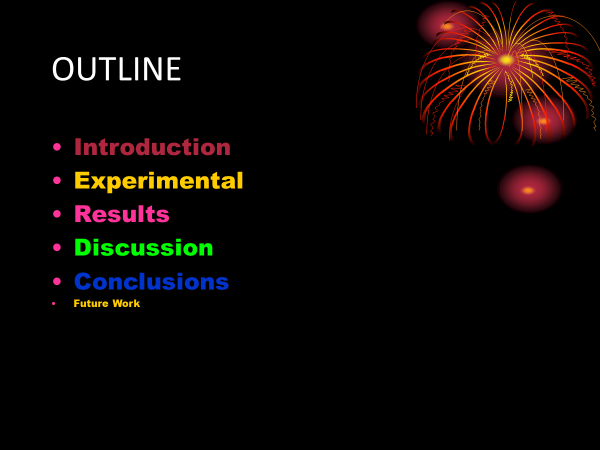 OUTLINE
• Introduction
• Experimental
• Results
• Discussion
• Conclusions
• Future Work